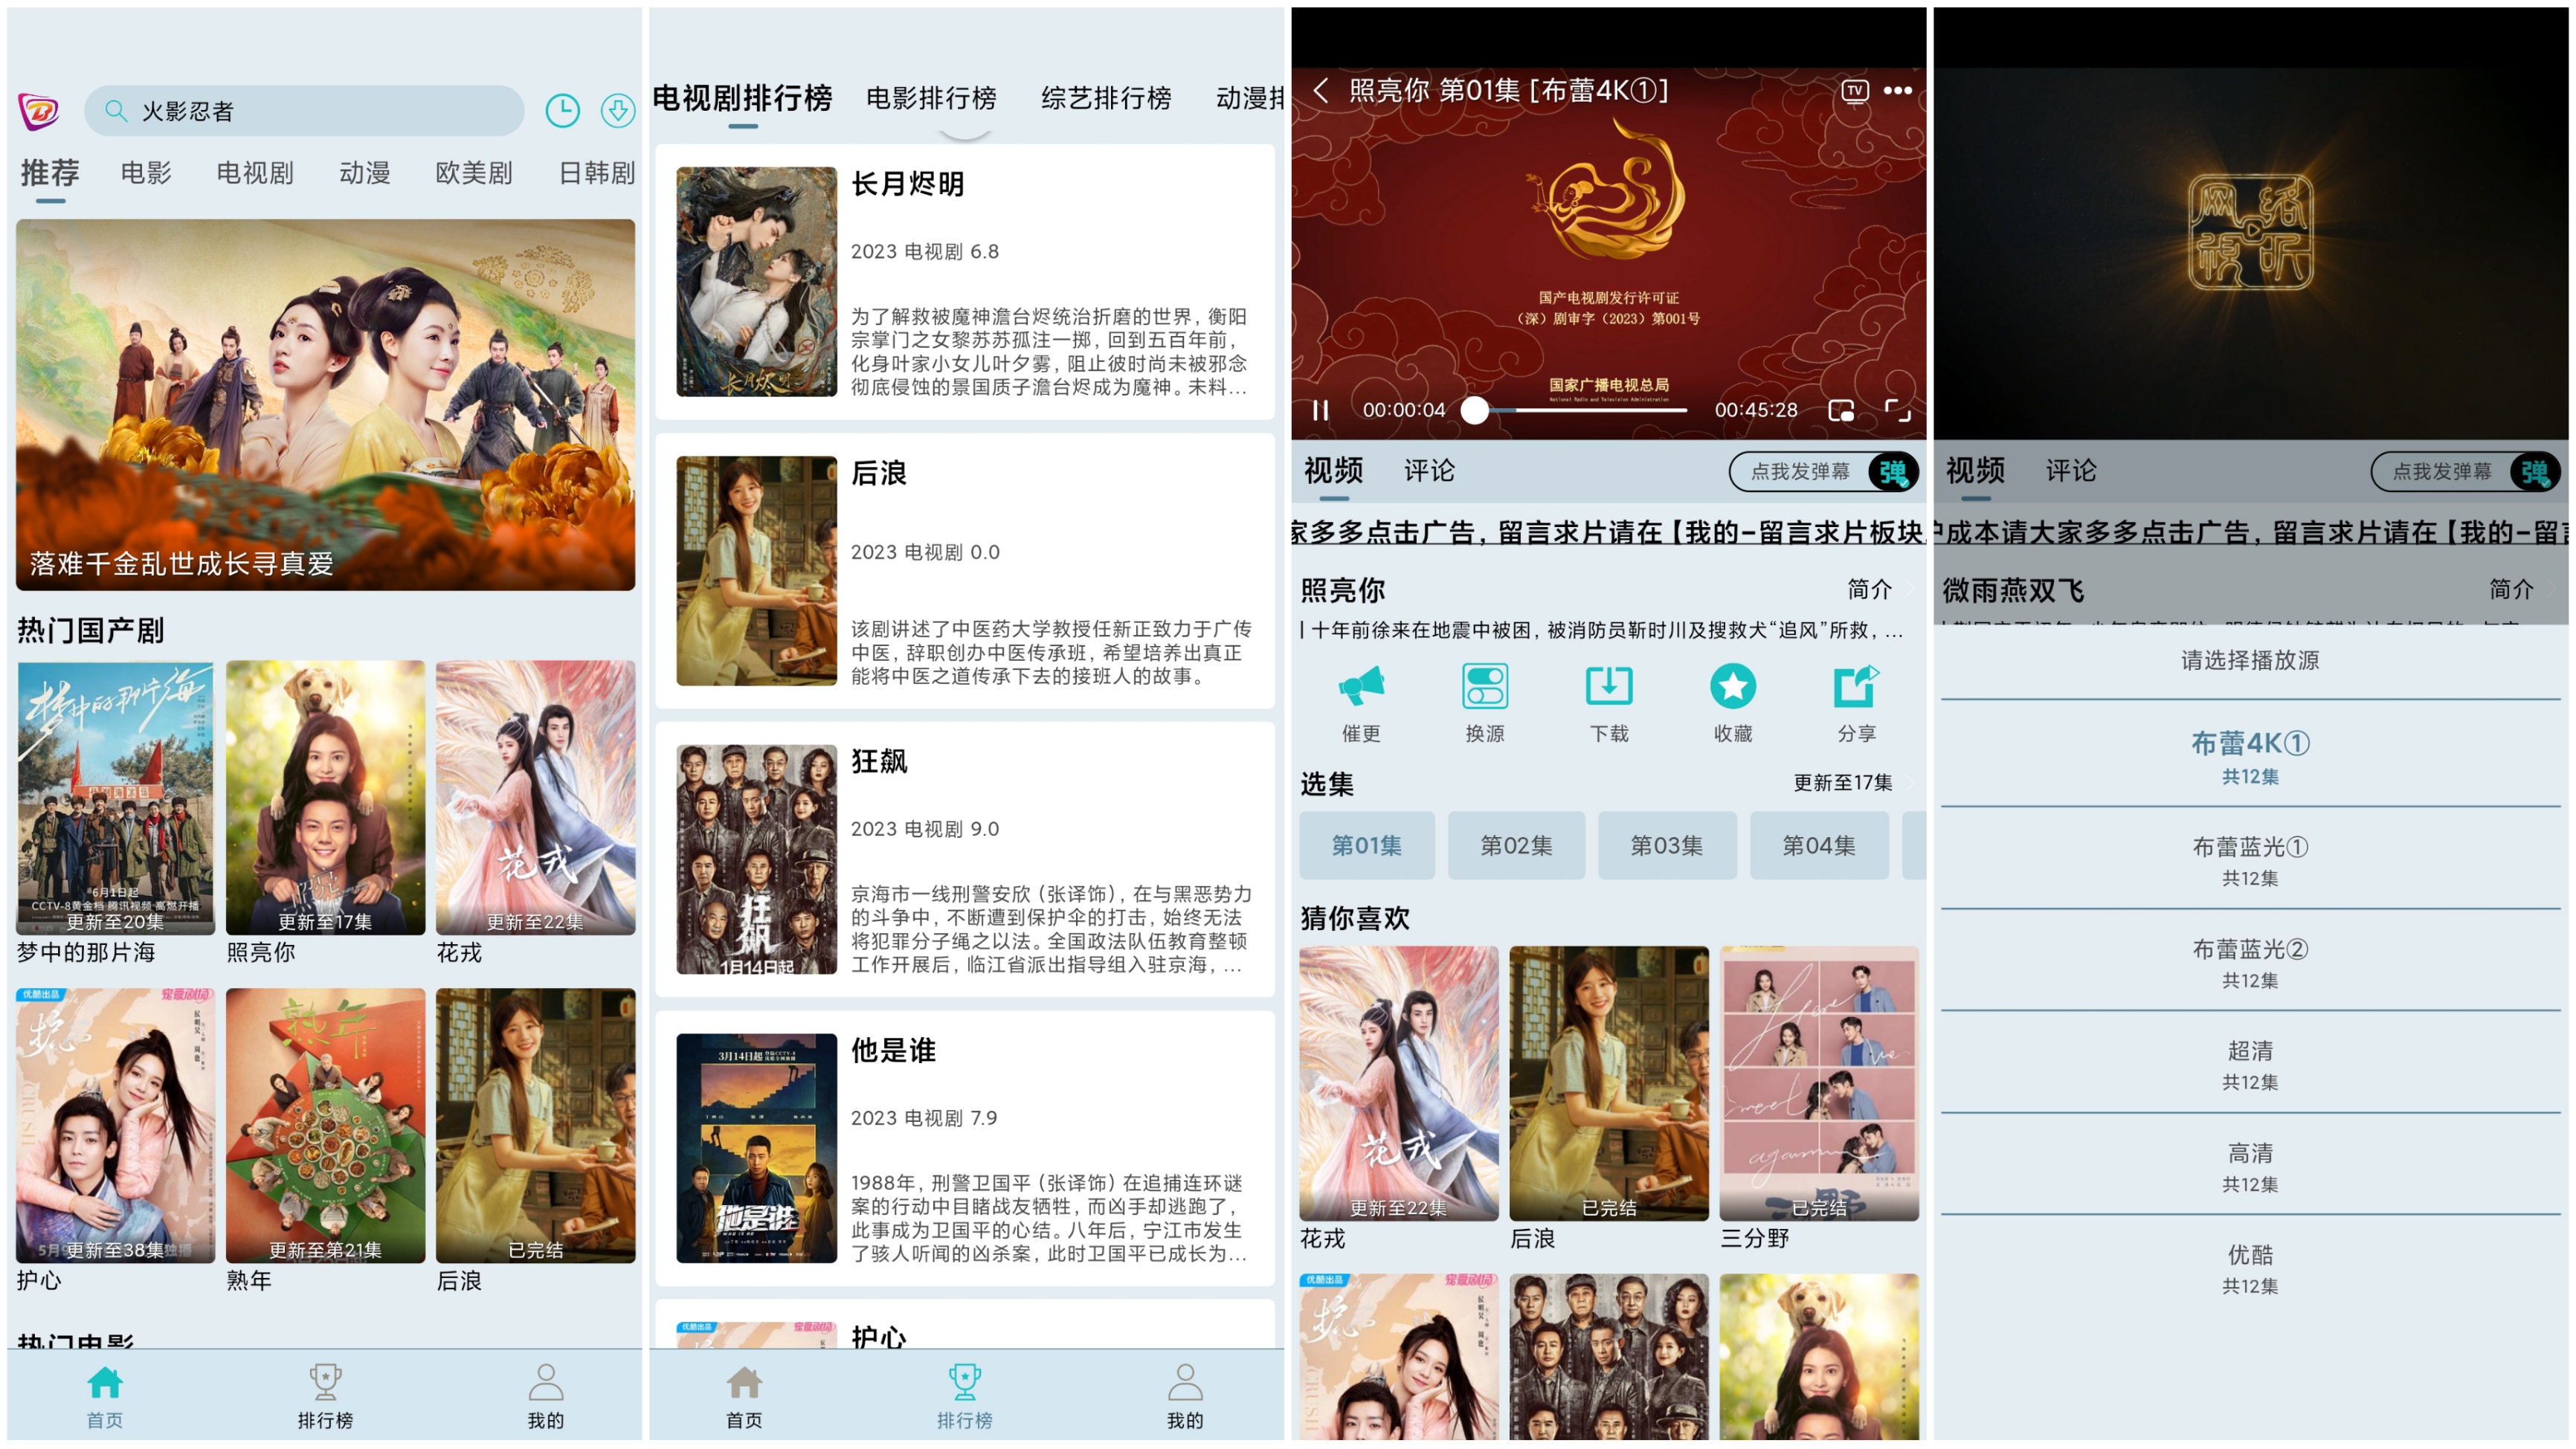 火影忍者
推荐 电影 电视剧 动漫 欧美剧 日韩剧
落难千金乱世成长寻真爱
热门国产剧
梦中的那片海
6月1日起
CCTV-8黄金档 腾讯视频 高燃开播
更新至20集
更新至17集
花戎
更新至22集
梦中的那片海 照亮你 花戎
优酷出品
护心
更新至38集
熟年
更新至第21集
已完结
护心 熟年 后浪
热门电影
首页 排行榜 我的
电视剧排行榜 电影排行榜 综艺排行榜 动漫排
长月烬明
长月烬明
2023 电视剧 6.8
为了解救被魔神澹台烬统治折磨的世界，衡阳
宗掌门之女黎苏苏孤注一掷，回到五百年前，
化身叶家小女儿叶夕雾，阻止彼时尚未被邪念
彻底侵蚀的景国质子澹台烬成为魔神。未料...
后浪
2023 电视剧 0.0
该剧讲述了中医药大学教授任新正致力于广传
中医，辞职创办中医传承班，希望培养出真正
能将中医之道传承下去的接班人的故事。
狂飙
1月14日起
狂飙
2023 电视剧 9.0
京海市一线刑警安欣（张译饰），在与黑恶势力
的斗争中，不断遭到保护伞的打击，始终无法
将犯罪分子绳之以法。全国政法队伍教育整顿
工作开展后，临江省派出指导组入驻京海，...
3月14日起
他是谁
他是谁
2023 电视剧 7.9
1988年，刑警卫国平（张译饰）在追捕连环谜
案的行动中目睹战友牺牲，而凶手却逃跑了，
此事成为卫国平的心结。八年后，宁江市发生
了骇人听闻的凶杀案，此时卫国平已成长为...
优酷出品
护心
首页 排行榜 我的
照亮你 第01集 [布蕾4K①]
TV
国产电视剧发行许可证
（深）剧审字（2023）第001号
国家广播电视总局
National Radio and Television Administration
00:00:04 00:45:28
视频 评论 点我发弹幕 弹
家多多点击广告，留言求片请在【我的-留言求片板块
照亮你 简介
十年前徐来在地震中被困，被消防员靳时川及搜救犬“追风”所救，...
催更 换源 下载 收藏 分享
选集 更新至17集
第01集 第02集 第03集 第04集
猜你喜欢
花戎
更新至22集
已完结
已完结
花戎 后浪 三分野
优酷出品
网络视听
视频 评论 点我发弹幕 弹
户成本请大家多多点击广告，留言求片请在【我的-留言
微雨燕双飞 简介
请选择播放源
布蕾4K①
共12集
布蕾蓝光①
共12集
布蕾蓝光②
共12集
超清
共12集
高清
共12集
优酷
共12集